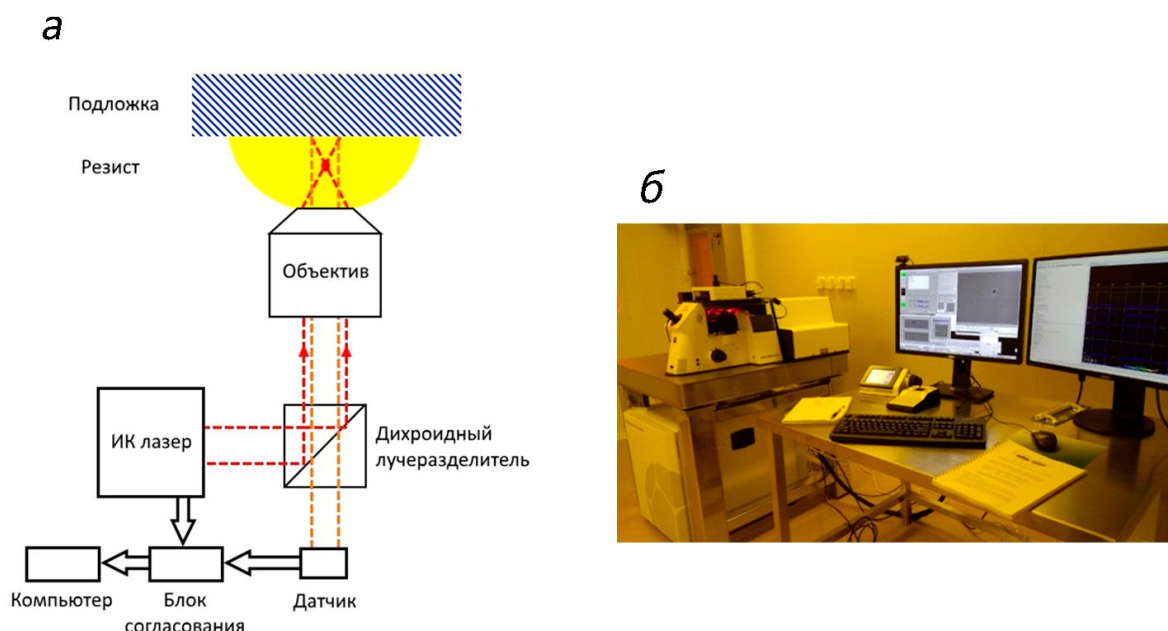 а
Подложка
Резист
Объектив
ИК лазер
Дихроидный
лучеразделитель
Компьютер
Блок
согласования
Датчик
б